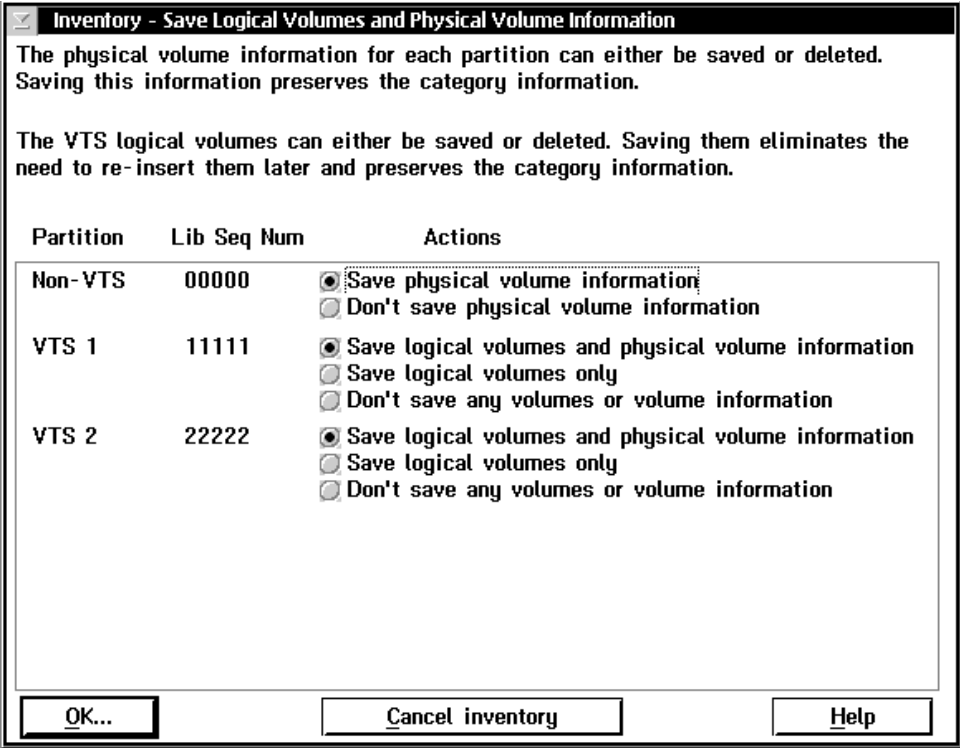 Inventory - Save Logical Volumes and Physical Volume Information
The physical volume information for each partition can either be saved or deleted.
Saving this information preserves the category information.
The VTS logical volumes can either be saved or deleted. Saving them eliminates the
need to re-insert them later and preserves the category information.
Partition Lib Seq Num Actions
Non-VTS 00000 Save physical volume information
Don't save physical volume information
VTS 1 11111 Save logical volumes and physical volume information
Save logical volumes only
Don't save any volumes or volume information
VTS 2 22222 Save logical volumes and physical volume information
Save logical volumes only
Don't save any volumes or volume information
OK... Cancel inventory Help